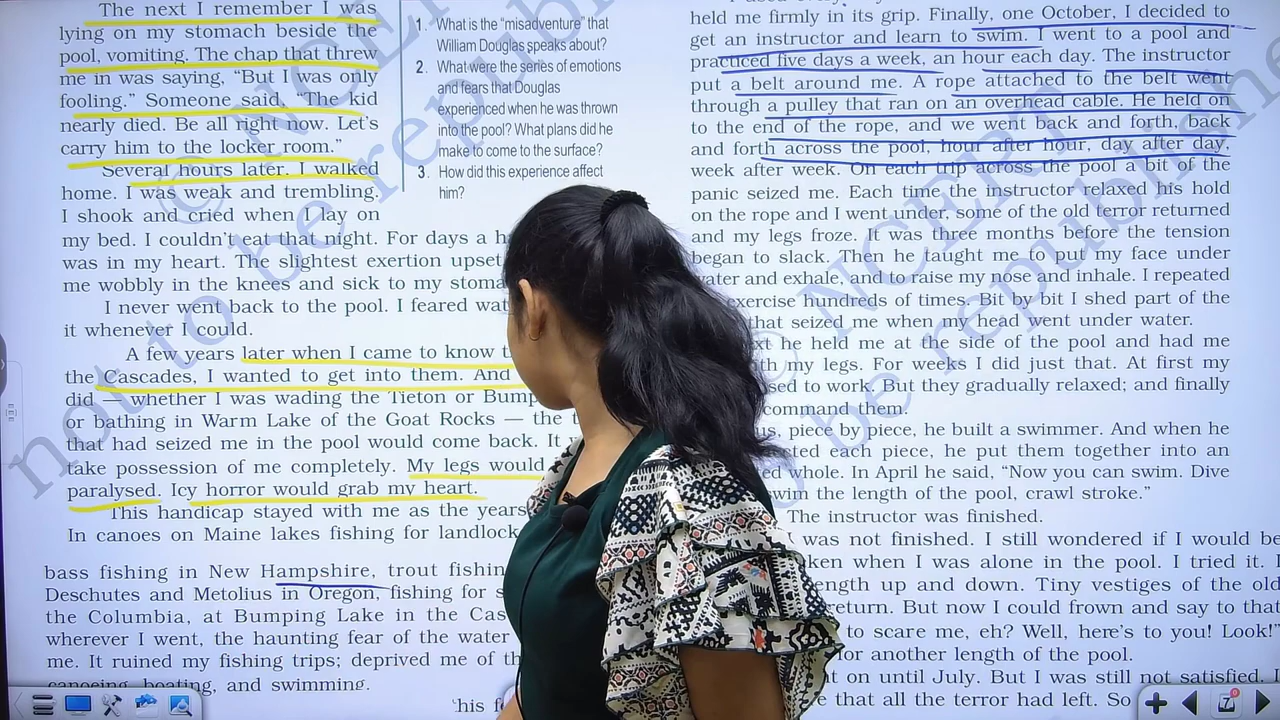 The next I remember I was
lying on my stomach beside the
pool, vomiting. The chap that threw
me in was saying, “But I was only
fooling.” Someone said, “The kid
nearly died. Be all right now. Let’s
carry him to the locker room.”
Several hours later, I walked
home. I was weak and trembling.
I shook and cried when I lay on
my bed. I couldn’t eat that night. For days a
was in my heart. The slightest exertion upset
me wobbly in the knees and sick to my
I never went back to the pool. I feared
it whenever I could.
A few years later when I came to know
the Cascades, I wanted to get into them. And
did — whether I was wading the Tieton or
or bathing in Warm Lake of the Goat Rocks — the
that had seized me in the pool would come back. It
take possession of me completely. My legs would
paralysed. Icy horror would grab my heart.
This handicap stayed with me as the years
In canoes on Maine lakes fishing for
bass fishing in New Hampshire, trout
Deschutes and Metolius in Oregon, fishing for
the Columbia, at Bumping Lake in the
wherever I went, the haunting fear of the water
me. It ruined my fishing trips; deprived me of
canoeing, boating, and swimming.
1. What is the “misadventure” that
William Douglas speaks about?
2. What were the series of emotions
and fears that Douglas
experienced when he was thrown
into the pool? What plans did he
make to come to the surface?
3. How did this experience affect
him?
held me firmly in its grip. Finally, one October, I decided to
get an instructor and learn to swim. I went to a pool and
practiced five days a week, an hour each day. The instructor
put a belt around me. A rope attached to the belt went
through a pulley that ran on an overhead cable. He held on
to the end of the rope, and we went back and forth, back
and forth across the pool, hour after hour, day after day,
week after week. On each trip across the pool a bit of the
panic seized me. Each time the instructor relaxed his hold
on the rope and I went under, some of the old terror returned
and my legs froze. It was three months before the tension
began to slack. Then he taught me to put my face under
water and exhale, and to raise my nose and inhale. I repeated
exercise hundreds of times. Bit by bit I shed part of the
that seized me when my head went under water.
he held me at the side of the pool and had me
my legs. For weeks I did just that. At first my
to work. But they gradually relaxed; and finally
command them.
piece by piece, he built a swimmer. And when he
each piece, he put them together into an
whole. In April he said, “Now you can swim. Dive
swim the length of the pool, crawl stroke.”
The instructor was finished.
was not finished. I still wondered if I would be
when I was alone in the pool. I tried it. I
length up and down. Tiny vestiges of the old
return. But now I could frown and say to that
to scare me, eh? Well, here’s to you! Look!”
for another length of the pool.
on until July. But I was still not satisfied.
that all the terror had left. So
© NCERT
not to be republished
© NCERT
be republished